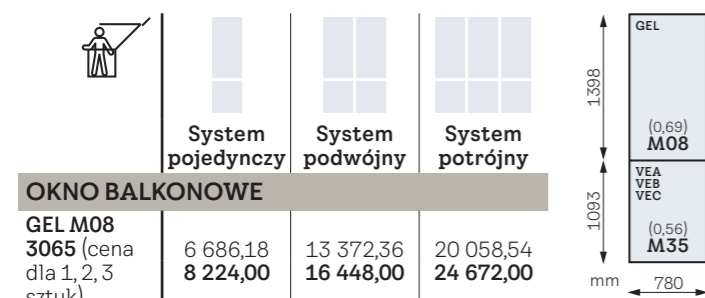 System pojedynczy
System podwójny
System potrójny
OKNO BALKONOWE
GEL M08
3065 (cena
dla 1, 2, 3
sztuk)
6 686,18
8 224,00
13 372,36
16 448,00
20 058,54
24 672,00
GEL
(0,69)
M08
1398
VEA
VEB
VEC
(0,56)
M35
1093
mm
780